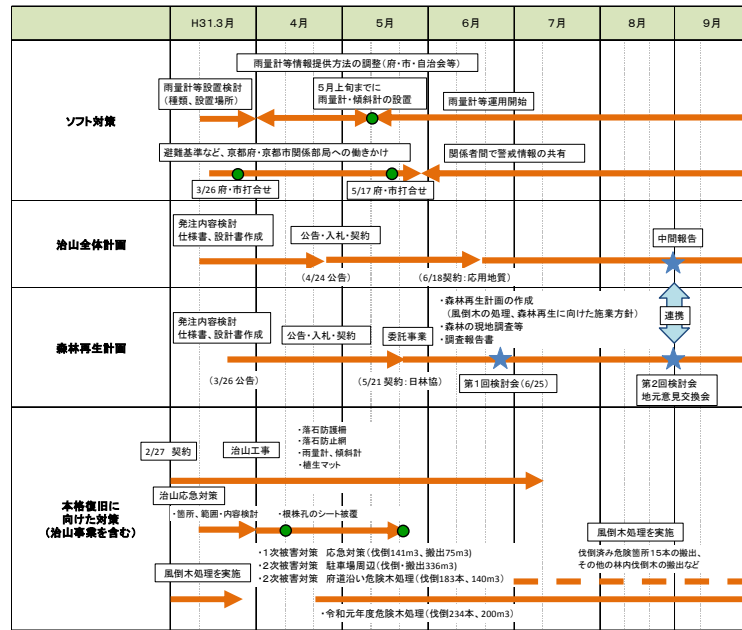 H31.3月
4月
5月
6月
7月
8月
9月
ソフト対策
雨量計等情報提供方法の調整(府・市・自治会等)
雨量計等設置検討
(種類、設置場所)
5月上旬までに
雨量計・傾斜計の設置
雨量計等運用開始
避難基準など、京都府・京都市関係部局への働きかけ
関係者間で警戒情報の共有
3/26 府・市打合せ
5/17 府・市打合せ
治山全体計画
発注内容検討
仕様書、設計書作成
公告・入札・契約
中間報告
(4/24 公告)
(6/18契約:応用地質)
森林再生計画
発注内容検討
仕様書、設計書作成
公告・入札・契約
委託事業
・森林再生計画の作成
(風倒木の処理、森林再生に向けた施業方針)
・森林の現地調査等
・調査報告書
連携
(3/26 公告)
(5/21 契約:日林協)
第1回検討会(6/25)
第2回検討会
地元意見交換会
本格復旧に
向けた対策
(治山事業を含む)
2/27 契約
治山工事
・落石防護柵
・落石防止網
・雨量計、傾斜計
・植生マット
治山応急対策
・箇所、範囲・内容検討
・根株孔のシート被覆
・1次被害対策 応急対策(伐倒141m3、搬出75m3)
・2次被害対策 駐車場周辺(伐倒・搬出336m3)
・2次被害対策 府道沿い危険木処理(伐倒183本、140m3)
風倒木処理を実施
風倒木処理を実施
伐倒済み危険箇所15本の搬出、
その他の林内伐倒木の搬出など
・令和元年度危険木処理(伐倒234本、200m3)